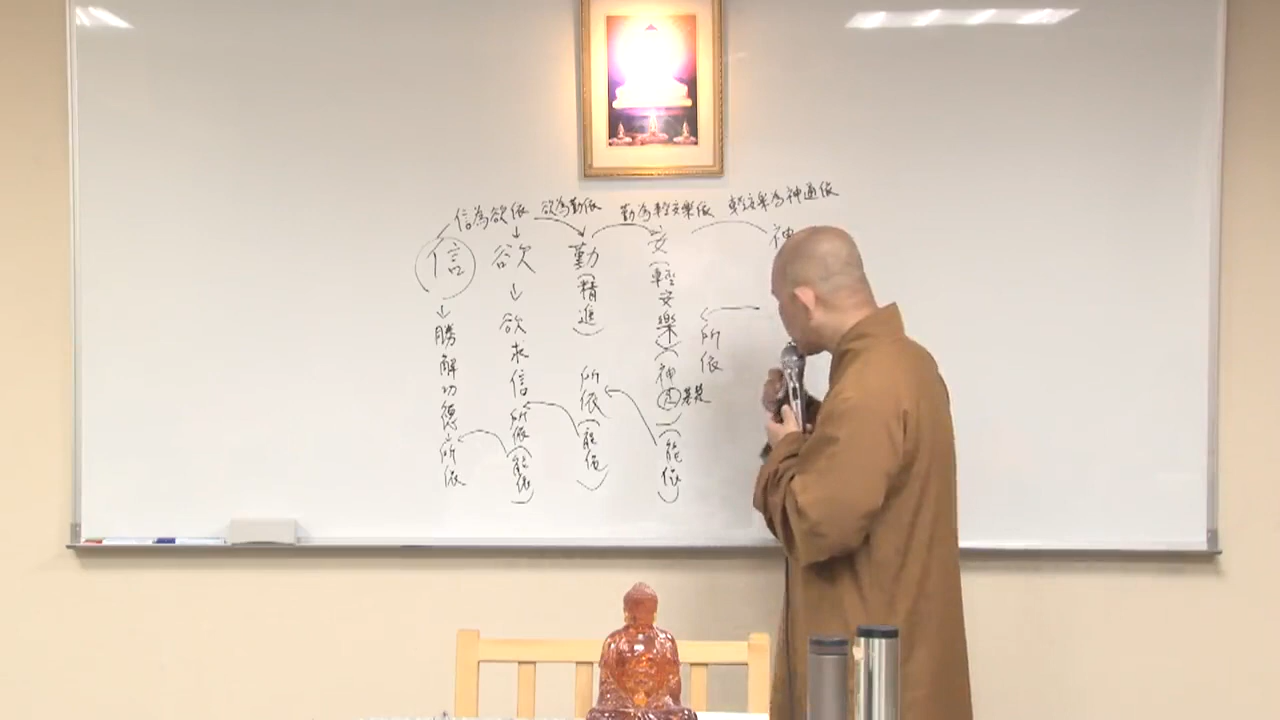 信為欲依 欲為勤依 勤為輕安樂依 輕安樂為神通依
信
勝解功德所依
欲
欲求信所依(能依)
勤(精進)
所依(能依)
安(輕安樂)(神
(能依)
神
所依